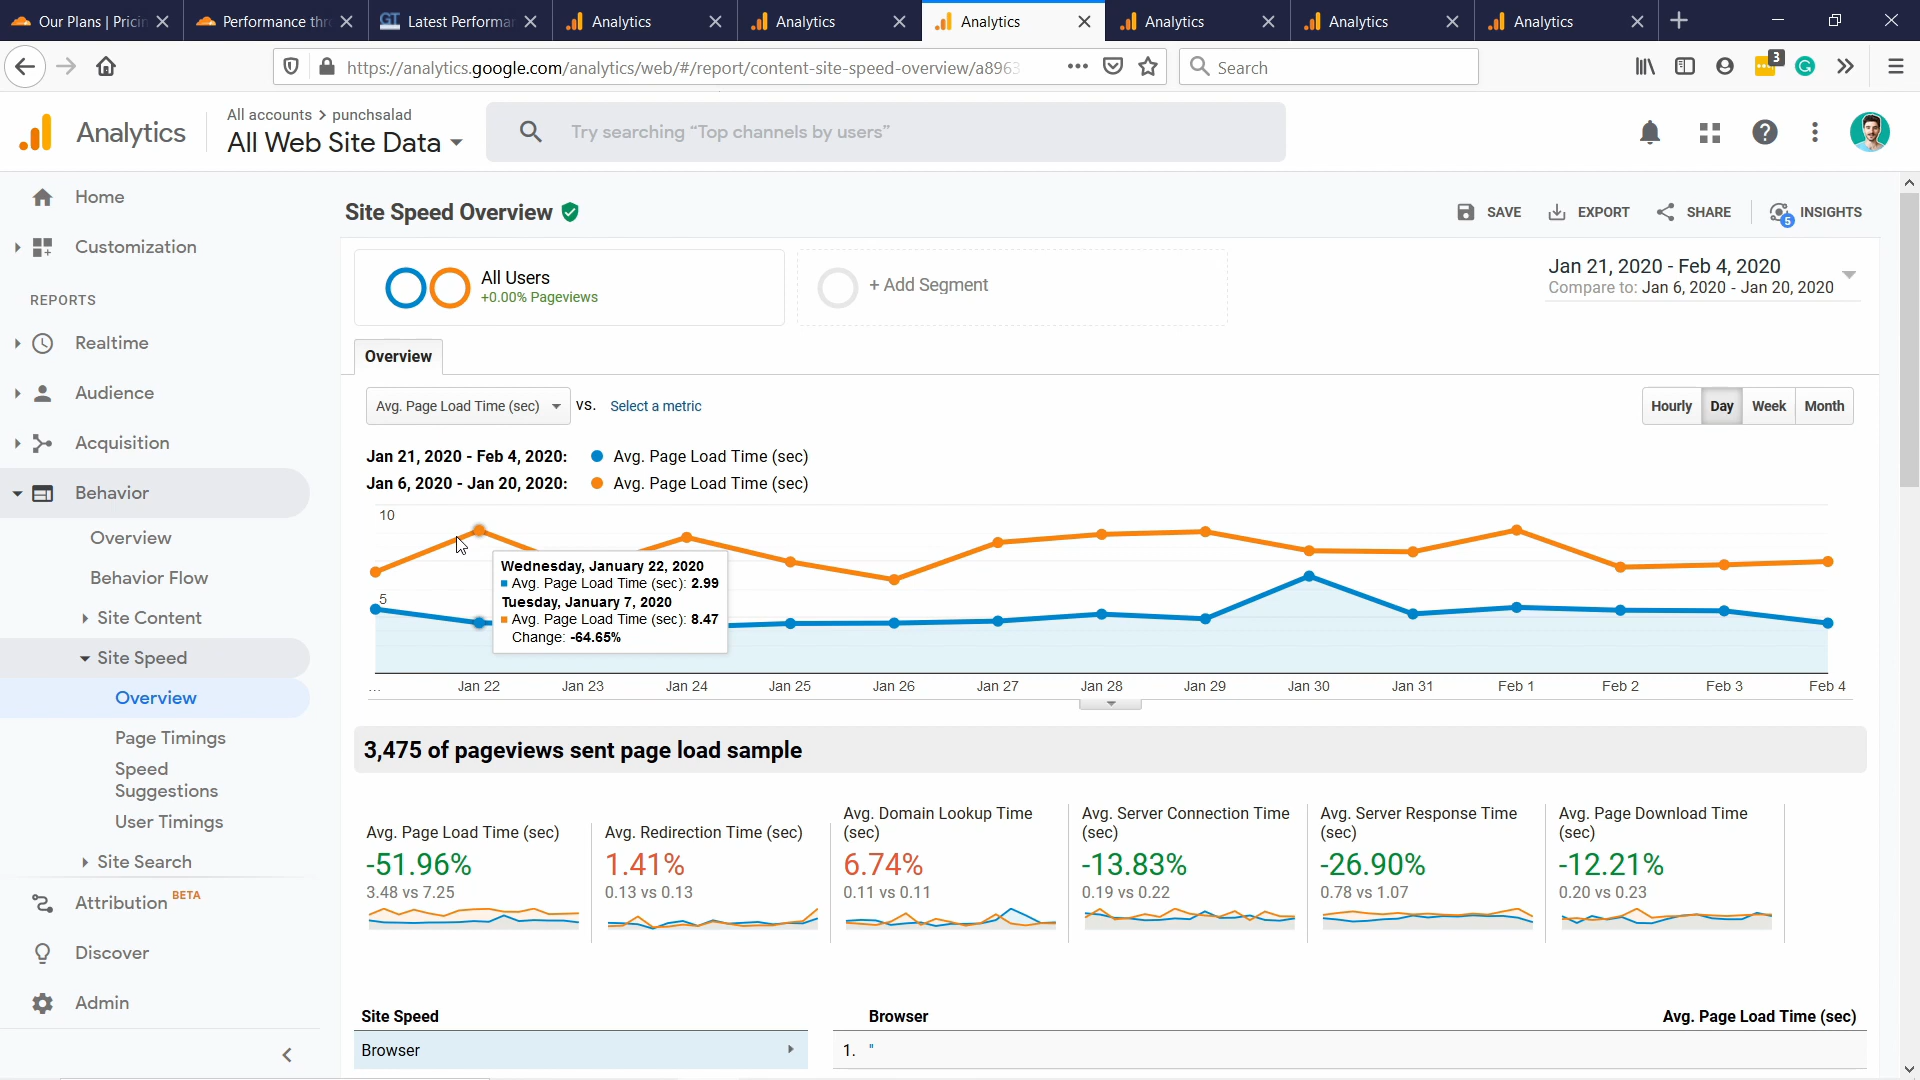 Our Plans | Pricin
Performance thr
GT Latest Performan
Analytics
Analytics
Analytics
Analytics
Analytics
Analytics
https://analytics.google.com/analytics/web/#/report/content-site-speed-overview/a8963
Search
3
Analytics
All accounts > punchsalad
All Web Site Data
Try searching “Top channels by users”
Home
Customization
REPORTS
Realtime
Audience
Acquisition
Behavior
Overview
Behavior Flow
Site Content
Site Speed
Overview
Page Timings
Speed
Suggestions
User Timings
Site Search
Attribution BETA
Discover
Admin
Site Speed Overview
SAVE
EXPORT
SHARE
5
INSIGHTS
All Users
+0.00% Pageviews
+ Add Segment
Jan 21, 2020 - Feb 4, 2020
Compare to: Jan 6, 2020 - Jan 20, 2020
Overview
Avg. Page Load Time (sec)
vs.
Select a metric
Hourly
Day
Week
Month
Jan 21, 2020 - Feb 4, 2020: Avg. Page Load Time (sec)
Jan 6, 2020 - Jan 20, 2020: Avg. Page Load Time (sec)
10
5
Wednesday, January 22, 2020
Avg. Page Load Time (sec): 2.99
Tuesday, January 7, 2020
Avg. Page Load Time (sec): 8.47
Change: -64.65%
... Jan 22 Jan 23 Jan 24 Jan 25 Jan 26 Jan 27 Jan 28 Jan 29 Jan 30 Jan 31 Feb 1 Feb 2 Feb 3 Feb 4
3,475 of pageviews sent page load sample
Avg. Page Load Time (sec)
-51.96%
3.48 vs 7.25
Avg. Redirection Time (sec)
1.41%
0.13 vs 0.13
Avg. Domain Lookup Time
(sec)
6.74%
0.11 vs 0.11
Avg. Server Connection Time
(sec)
-13.83%
0.19 vs 0.22
Avg. Server Response Time
(sec)
-26.90%
0.78 vs 1.07
Avg. Page Download Time
(sec)
-12.21%
0.20 vs 0.23
Site Speed
Browser
Browser
Avg. Page Load Time (sec)
1. "